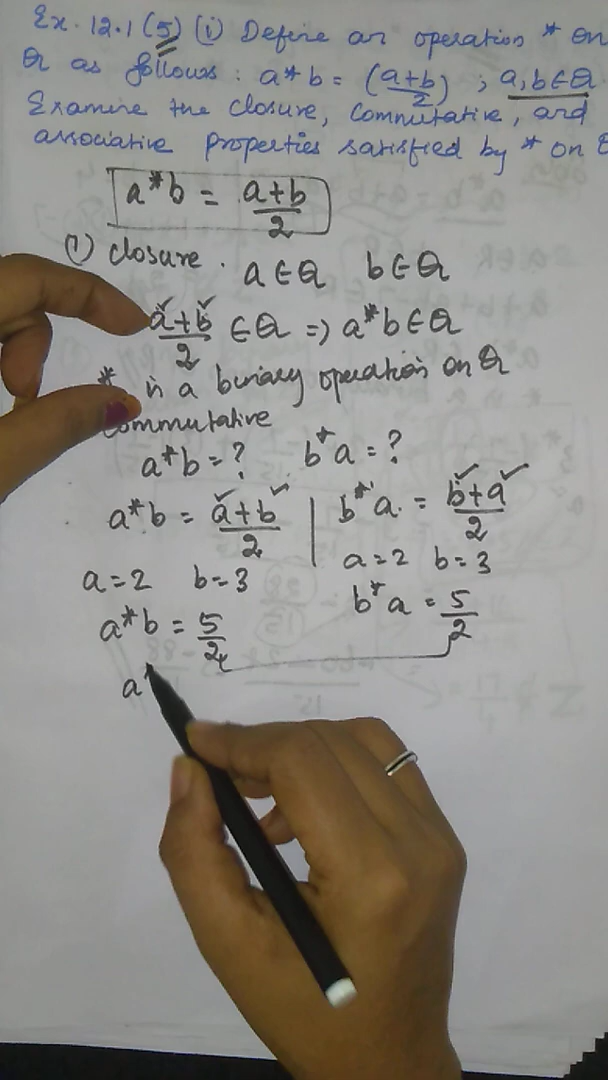 Ex. 12.1 (5) (i) Define an operation * on
Q as follows : a * b = (a+b/2) ; a, b ∈ Q
Examine the closure, commutative, and
associative properties satisfied by * on
a * b = a+b/2
(1) closure . a ∈ Q b ∈ Q
a+b/2 ∈ Q => a * b ∈ Q
* is a binary operation on Q
commutative
a * b = ? b * a = ?
a * b = a+b/2 | b * a = b+a/2
a = 2 b = 3 a = 2 b = 3
a * b = 5/2 b * a = 5/2
a